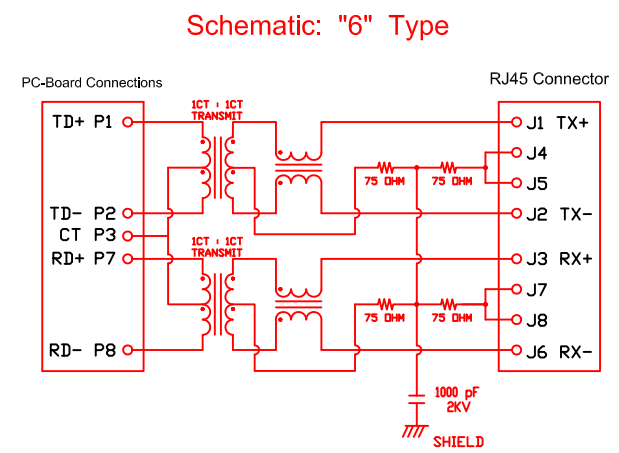 Schematic: "6" Type
PC-Board Connections
RJ45 Connector
1CT : 1CT
TRANSMIT
TD+ P1
J1 TX+
J4
75 OHM
75 OHM
J5
TD- P2
J2 TX-
CT P3
1CT : 1CT
TRANSMIT
RD+ P7
J3 RX+
J7
75 OHM
75 OHM
J8
RD- P8
J6 RX-
1000 pF
2KV
SHIELD